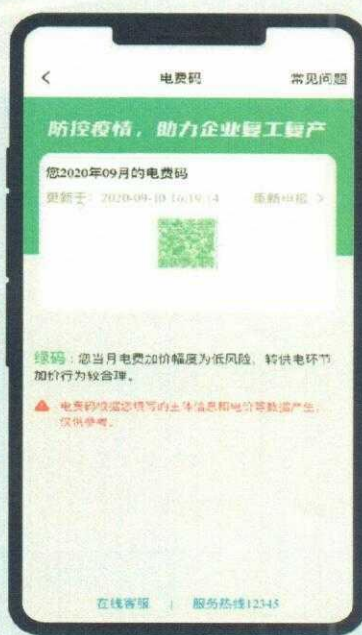 电费码
常见问题
防控疫情，助力企业复工复产
您2020年09月的电费码
更新于：2020-09-10 16:19:14
重新申报 >
绿码：您当月电费加价幅度为低风险，转供电环节
加价行为较合理。
电费码根据您填写的主体信息和电价等数据产生，
仅供参考。
在线客服 | 服务热线12345